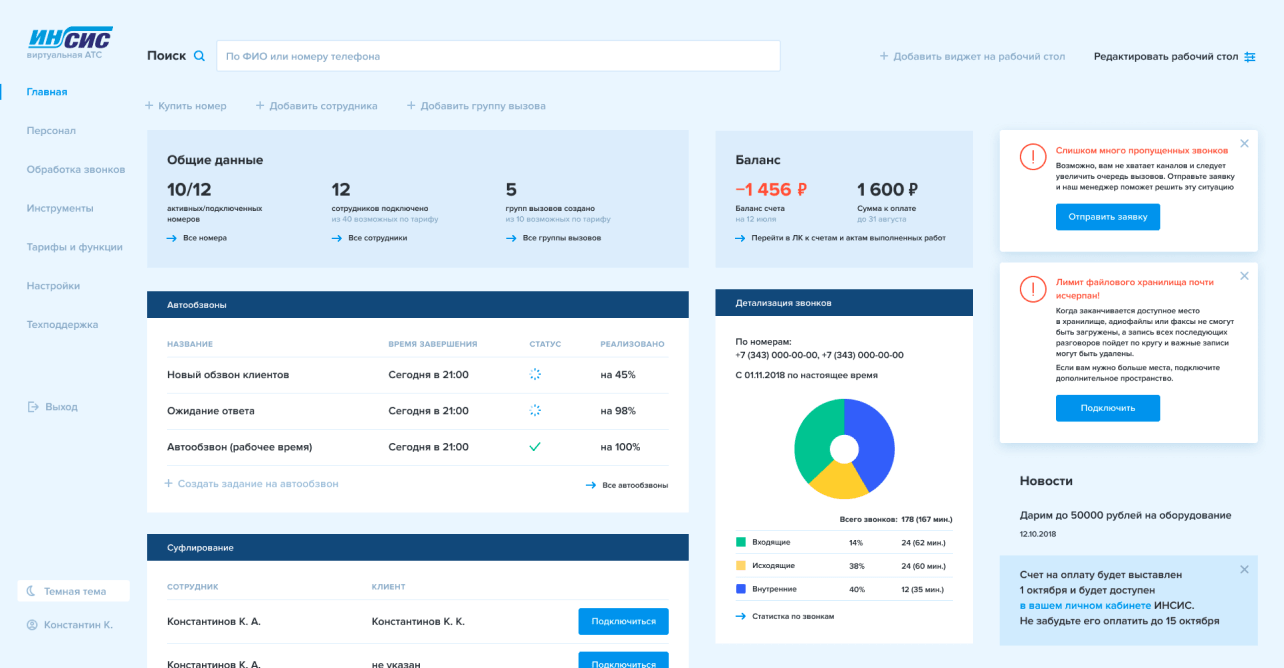 ИНСИС
виртуальная АТС
Главная
Персонал
Обработка звонков
Инструменты
Тарифы и функции
Настройки
Техподдержка
Выход
Темная тема
Константин К.
Поиск
По ФИО или номеру телефона
+ Добавить виджет на рабочий стол
Редактировать рабочий стол
+ Купить номер
+ Добавить сотрудника
+ Добавить группу вызова
Общие данные
10/12
активных/подключенных
номеров
→ Все номера
12
сотрудников подключено
из 40 возможных по тарифу
→ Все сотрудники
5
групп вызовов создано
из 10 возможных по тарифу
→ Все группы вызовов
Баланс
−1 456 ₽
Баланс счета
на 12 июля
1 600 ₽
Сумма к оплате
до 31 августа
→ Перейти в ЛК к счетам и актам выполненных работ
Автообзвоны
НАЗВАНИЕ ВРЕМЯ ЗАВЕРШЕНИЯ СТАТУС РЕАЛИЗОВАНО
Новый обзвон клиентов Сегодня в 21:00 на 45%
Ожидание ответа Сегодня в 21:00 на 98%
Автообзвон (рабочее время) Сегодня в 21:00 на 100%
+ Создать задание на автообзвон
→ Все автообзвоны
Суфлирование
СОТРУДНИК КЛИЕНТ
Константинов К. А. Константинов К. К. Подключиться
Константинов К. А. не указан Подключиться
Детализация звонков
По номерам:
+7 (343) 000-00-00, +7 (343) 000-00-00
С 01.11.2018 по настоящее время
Всего звонков: 178 (167 мин.)
Входящие 14% 24 (62 мин.)
Исходящие 38% 24 (60 мин.)
Внутренние 40% 12 (35 мин.)
→ Статистка по звонкам
Слишком много пропущенных звонков
Возможно, вам не хватает каналов и следует
увеличить очередь вызовов. Отправьте заявку
и наш менеджер поможет решить эту ситуацию
Отправить заявку
Лимит файлового хранилища почти
исчерпан!
Когда заканчивается доступное место
в хранилище, адиофайлы или факсы не смогут
быть загружены, а запись всех последующих
разговоров пойдет по кругу и важные записи
могут быть удалены.
Если вам нужно больше места, подключите
дополнительное пространство.
Подключить
Новости
Дарим до 50000 рублей на оборудование
12.10.2018
Счет на оплату будет выставлен
1 октября и будет доступен
в вашем личном кабинете ИНСИС.
Не забудьте его оплатить до 15 октября